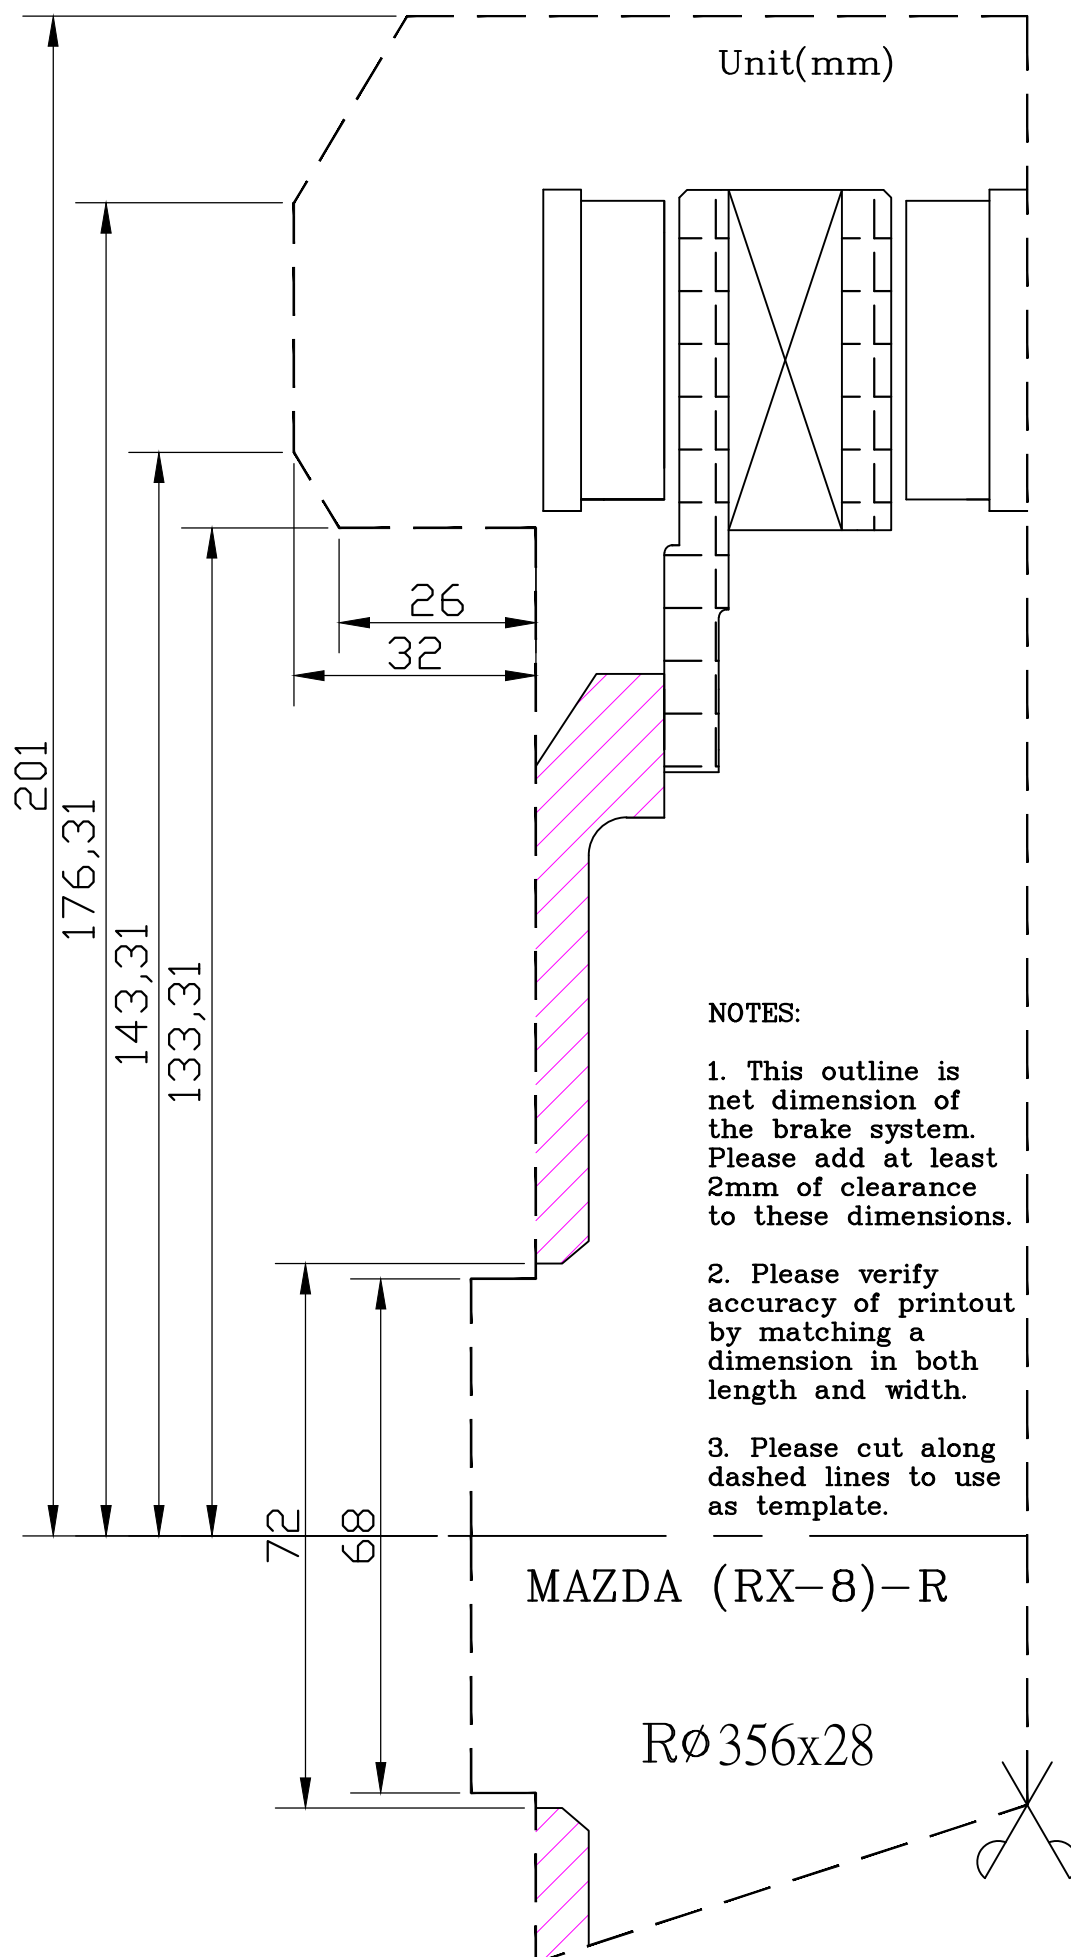 Unit(mm)
26
32
201
176,31
143,31
133,31
NOTES:
1. This outline is
net dimension of
the brake system.
Please add at least
2mm of clearance
to these dimensions.
2. Please verify
accuracy of printout
by matching a
dimension in both
length and width.
3. Please cut along
dashed lines to use
as template.
72
68
MAZDA (RX-8)-R
RØ356x28